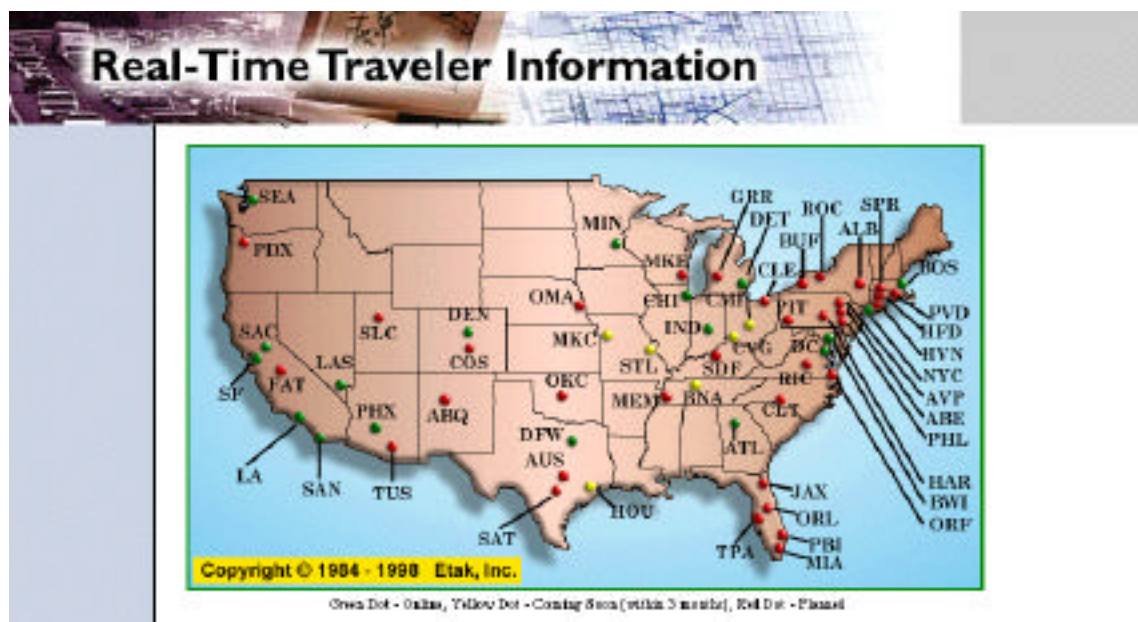 Real-Time Traveler Information
SEA
PDX
SAC
SF
FAT
LA
SAN
LAS
SLC
PHX
TUS
DEN
COS
ABQ
MIN
OMA
MKC
OKC
DFW
AUS
SAT
HOU
MKE
CHI
STL
MEM
BNA
IND
SDF
CVG
CMH
GRR
DET
CLE
BUF
ROC
ALB
SPR
BOS
PIT
DC
RIC
CLT
ATL
JAX
ORL
TPA
PBI
MIA
PVD
HFD
HVN
NYC
AVP
ABE
PHL
HAR
BWI
ORF
Copyright © 1984 - 1998 Etak, Inc.
Green Dot - Online, Yellow Dot - Coming Soon (within 3 months), Red Dot - Planned